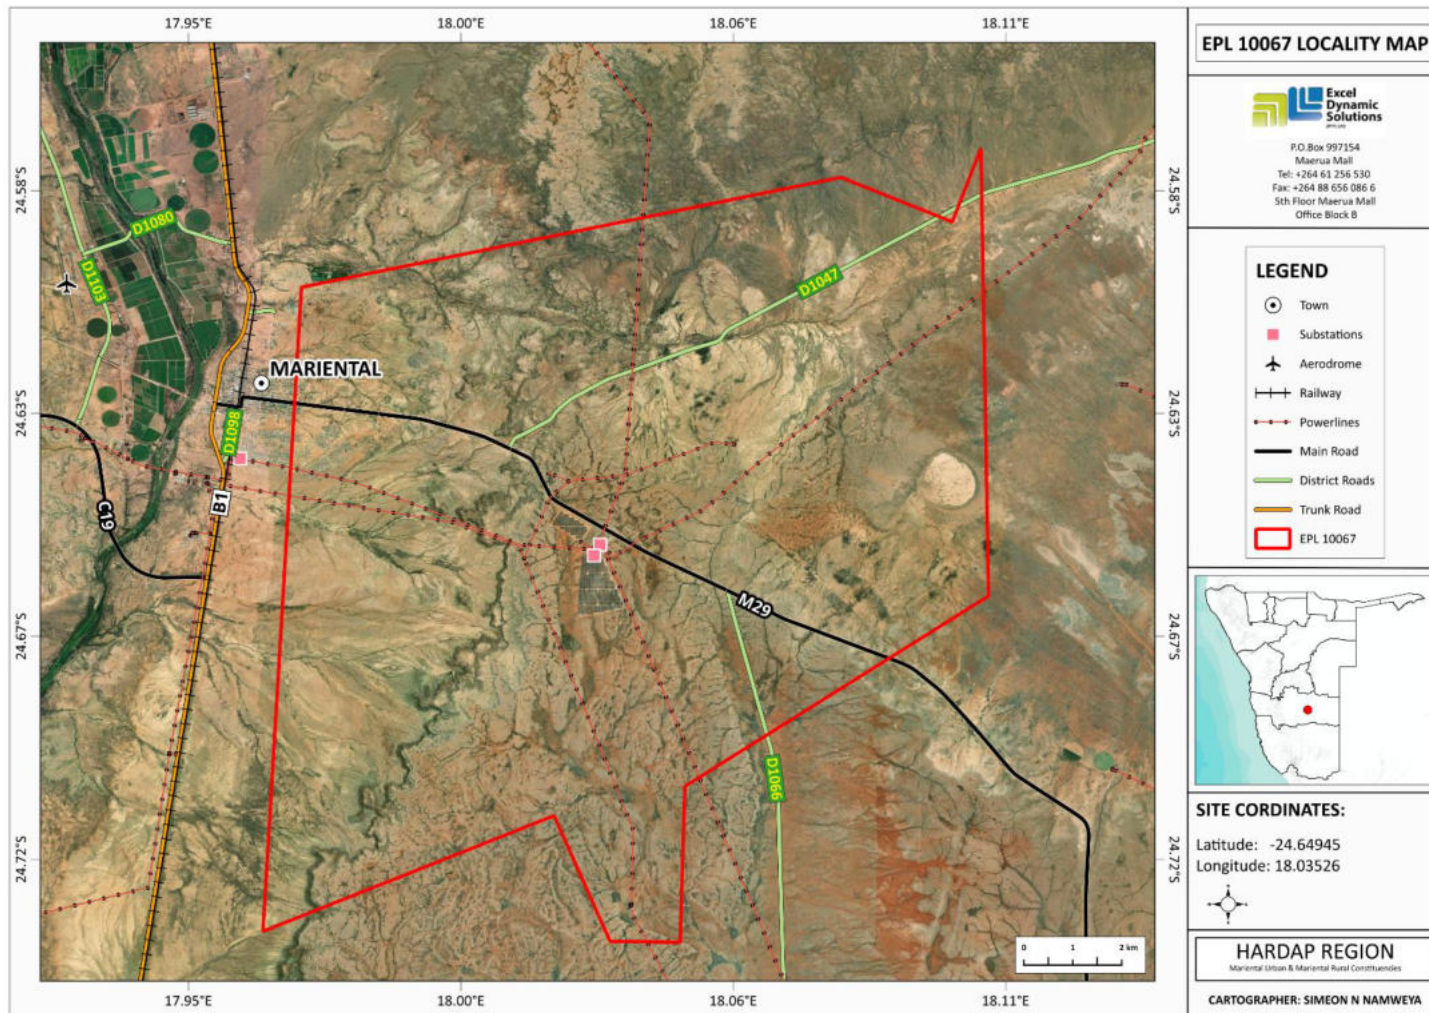 17.95°E
18.00°E
18.06°E
18.11°E
24.58°S
24.63°S
24.67°S
24.72°S
24.58°S
24.63°S
24.67°S
24.72°S
17.95°E
18.00°E
18.06°E
18.11°E
D1080
D1103
D1047
MARIENTAL
D1098
B1
C19
M29
D1066
0 1 2 km
EPL 10067 LOCALITY MAP
Excel
Dynamic
Solutions
(PTY) LTD
P.O.Box 997154
Maerua Mall
Tel: +264 61 256 530
Fax: +264 88 656 086 6
5th Floor Maerua Mall
Office Block B
LEGEND
Town
Substations
Aerodrome
Railway
Powerlines
Main Road
District Roads
Trunk Road
EPL 10067
SITE CORDINATES:
Latitude: -24.64945
Longitude: 18.03526
HARDAP REGION
Mariental Urban & Mariental Rural Constituencies
CARTOGRAPHER: SIMEON N NAMWEYA